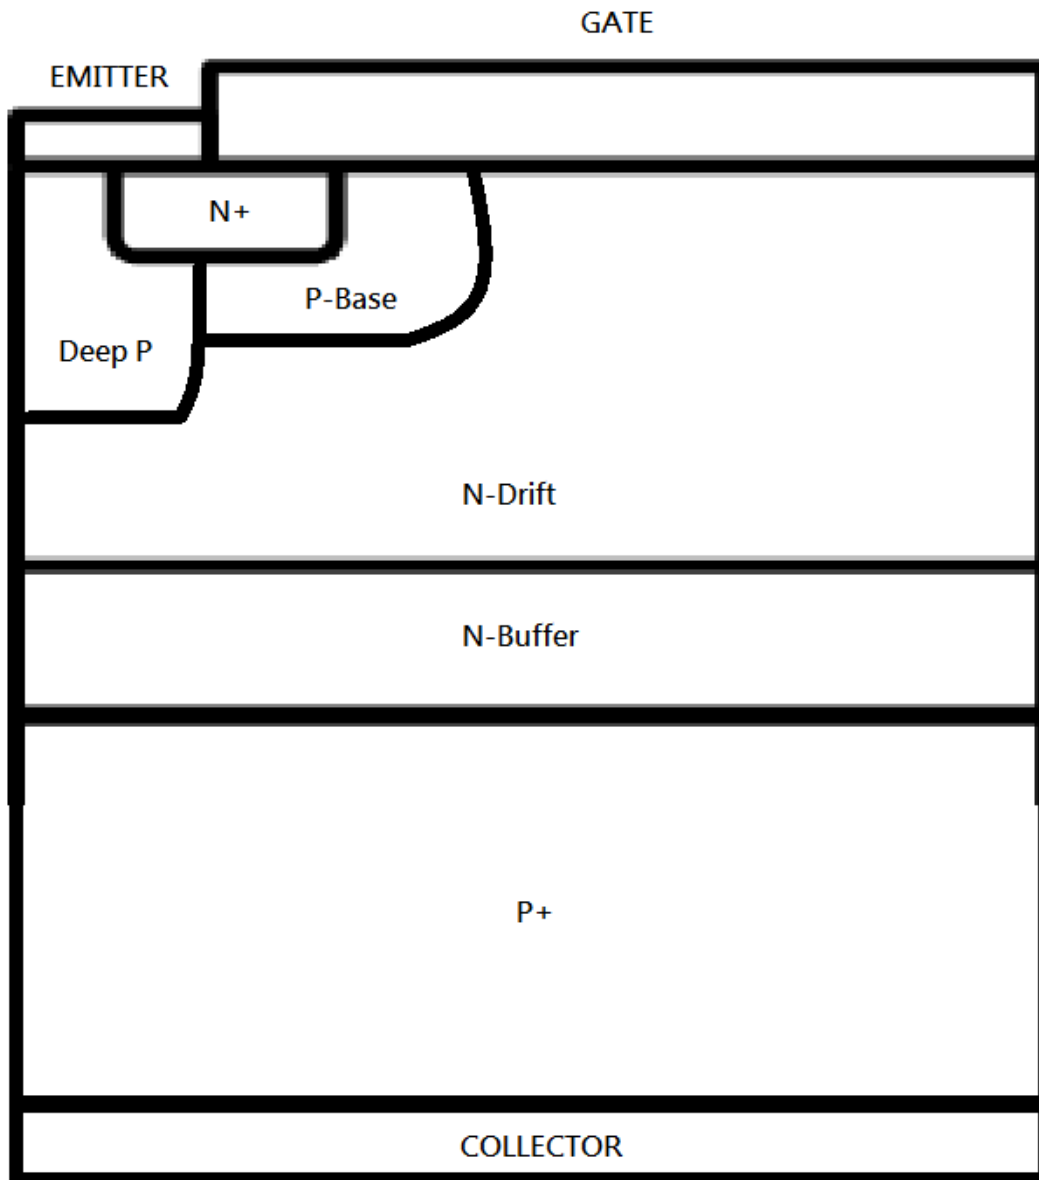 GATE
EMITTER
N+
P-Base
Deep P
N-Drift
N-Buffer
P+
COLLECTOR